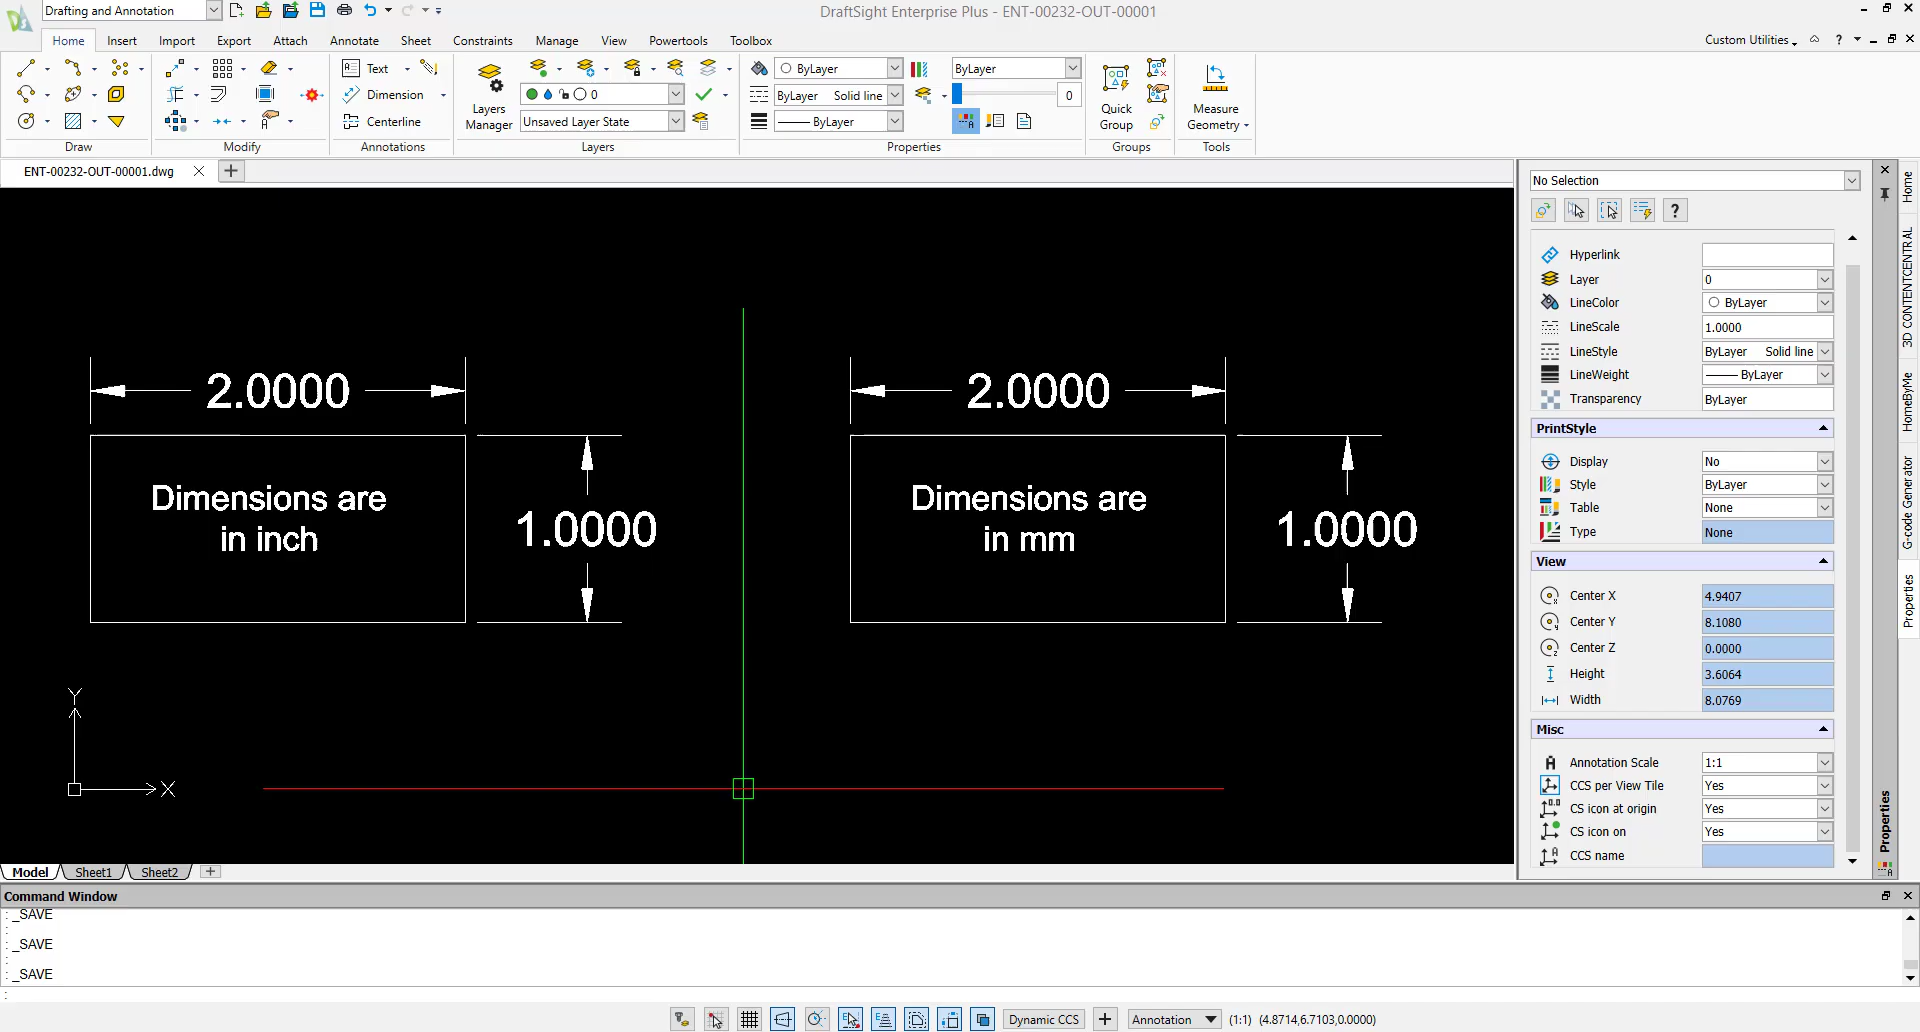 Drafting and Annotation
DraftSight Enterprise Plus - ENT-00232-OUT-00001
Home Insert Import Export Attach Annotate Sheet Constraints Manage View Powertools Toolbox
Custom Utilities
?
Text
Dimension
Centerline
Layers
Manager
0
Unsaved Layer State
ByLayer
ByLayer Solid line
ByLayer
ByLayer
0
Quick
Group
Measure
Geometry
Draw Modify Annotations Layers Properties Groups Tools
ENT-00232-OUT-00001.dwg
2.0000
Dimensions are
in inch
1.0000
2.0000
Dimensions are
in mm
1.0000
Y
X
No Selection
?
Hyperlink
Layer 0
LineColor ByLayer
LineScale 1.0000
LineStyle ByLayer Solid line
LineWeight ByLayer
Transparency ByLayer
PrintStyle
Display No
Style ByLayer
Table None
Type None
View
Center X 4.9407
Center Y 8.1080
Center Z 0.0000
Height 3.6064
Width 8.0769
Misc
Annotation Scale 1:1
CCS per View Tile Yes
CS icon at origin Yes
CS icon on Yes
CCS name
Properties
Home
3D CONTENTCENTRAL
HomeByMe
G-code Generator
Properties
Model Sheet1 Sheet2
Command Window
: _SAVE
:
: _SAVE
:
: _SAVE
:
Dynamic CCS
Annotation (1:1) (4.8714,6.7103,0.0000)